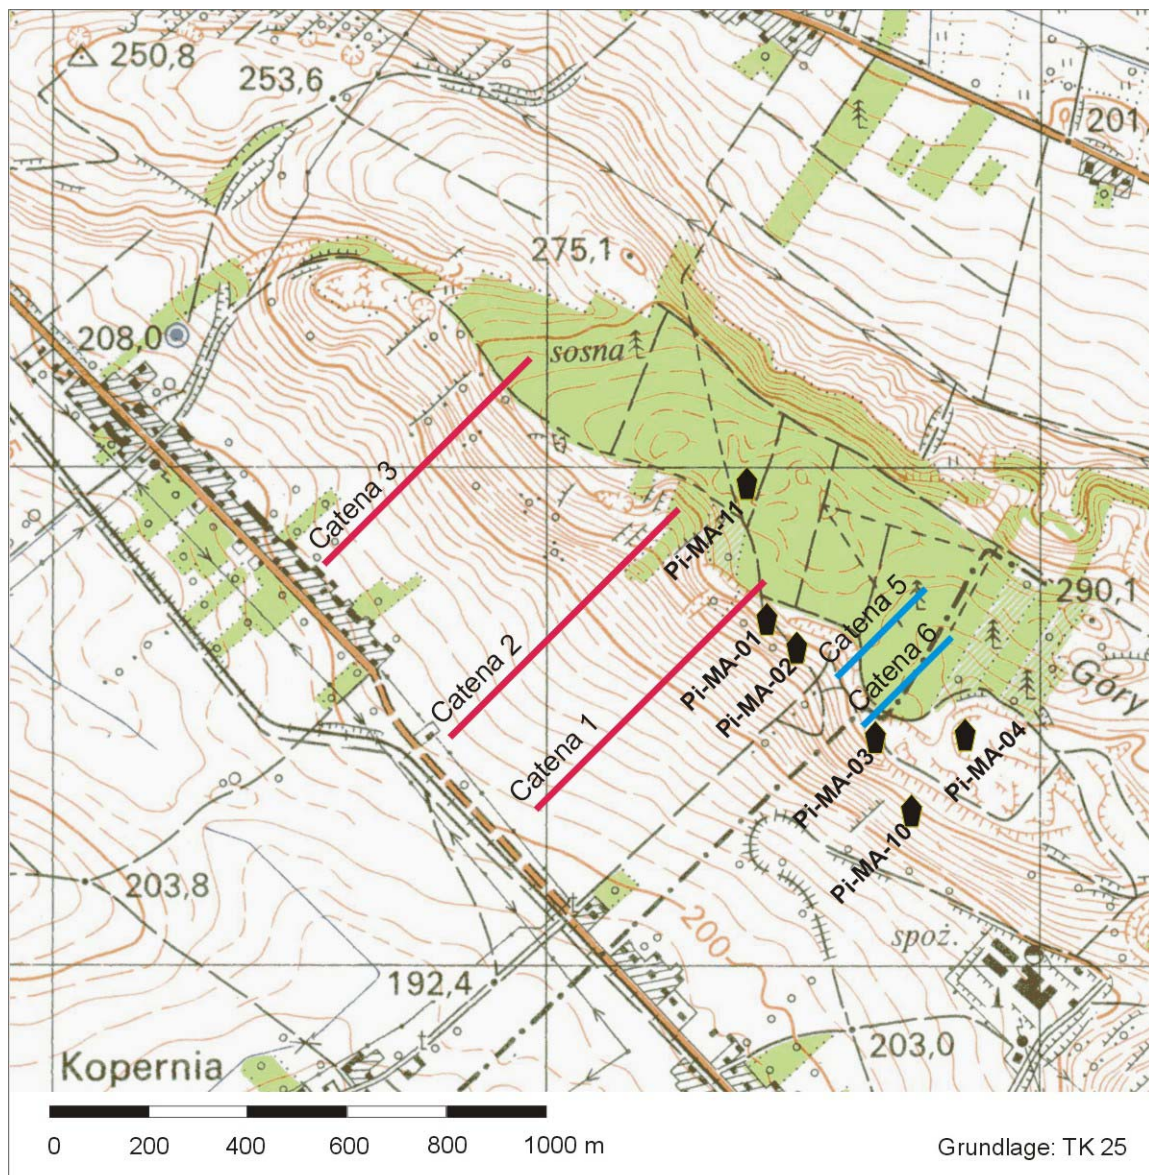 250,8
253,6
201
275,1
208,0
sosna
Catena 3
Pi-MA-11
290,1
Catena 5
Catena 6
Catena 2
Pi-MA-01
Pi-MA-02
Góry
Catena 1
Pi-MA-03
Pi-MA-04
Pi-MA-10
203,8
200
spoż.
192,4
203,0
Kopernia
0 200 400 600 800 1000 m
Grundlage: TK 25